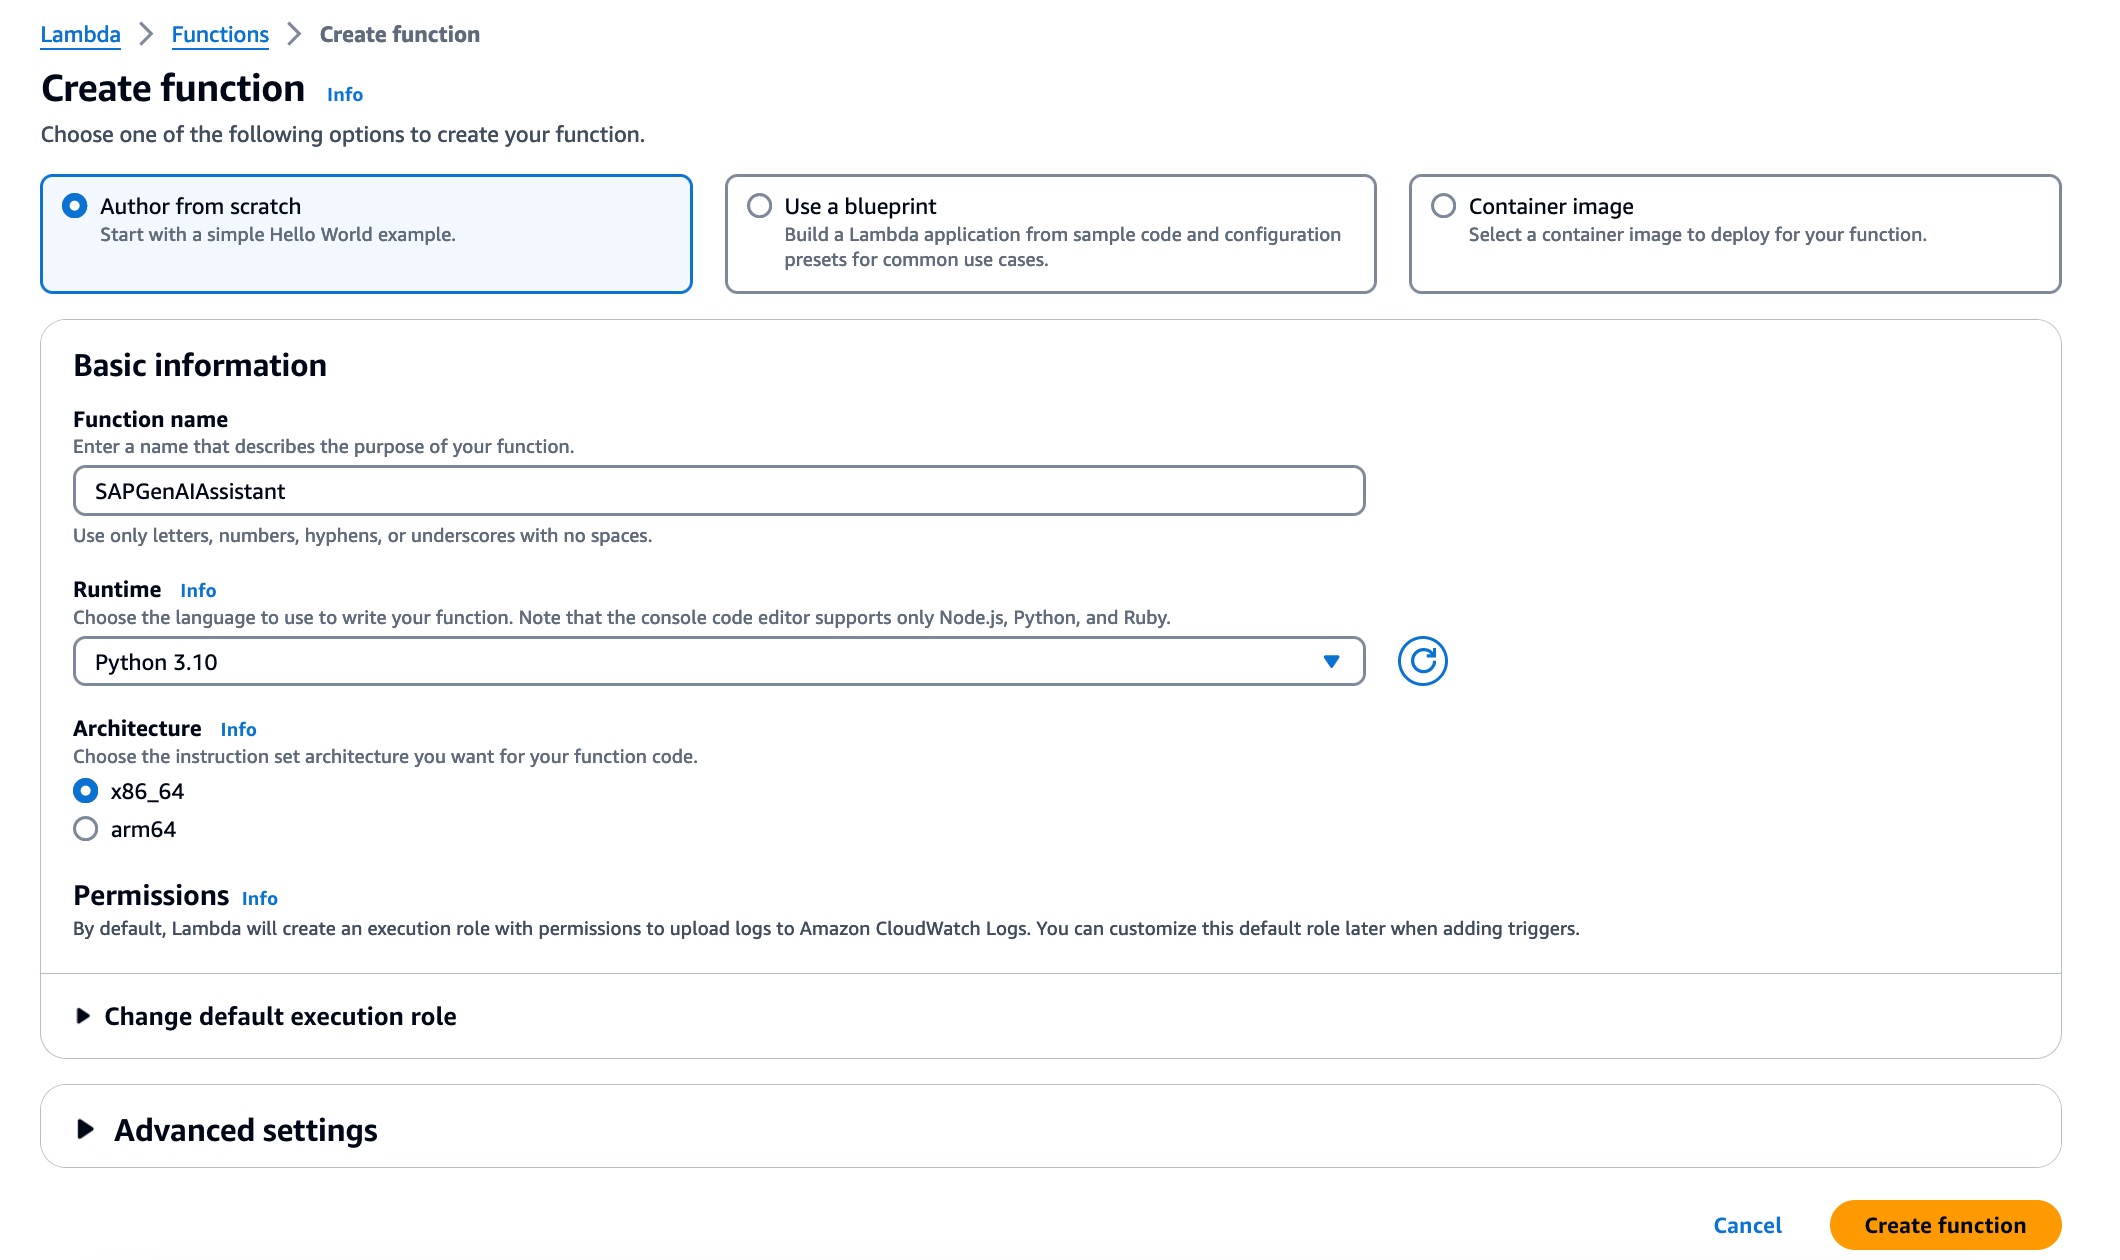 Lambda > Functions > Create function
Create function Info
Choose one of the following options to create your function.
Author from scratch
Start with a simple Hello World example.
Use a blueprint
Build a Lambda application from sample code and configuration
presets for common use cases.
Container image
Select a container image to deploy for your function.
Basic information
Function name
Enter a name that describes the purpose of your function.
SAPGenAIAssistant
Use only letters, numbers, hyphens, or underscores with no spaces.
Runtime Info
Choose the language to use to write your function. Note that the console code editor supports only Node.js, Python, and Ruby.
Python 3.10
Architecture Info
Choose the instruction set architecture you want for your function code.
x86_64
arm64
Permissions Info
By default, Lambda will create an execution role with permissions to upload logs to Amazon CloudWatch Logs. You can customize this default role later when adding triggers.
Change default execution role
Advanced settings
Cancel Create function